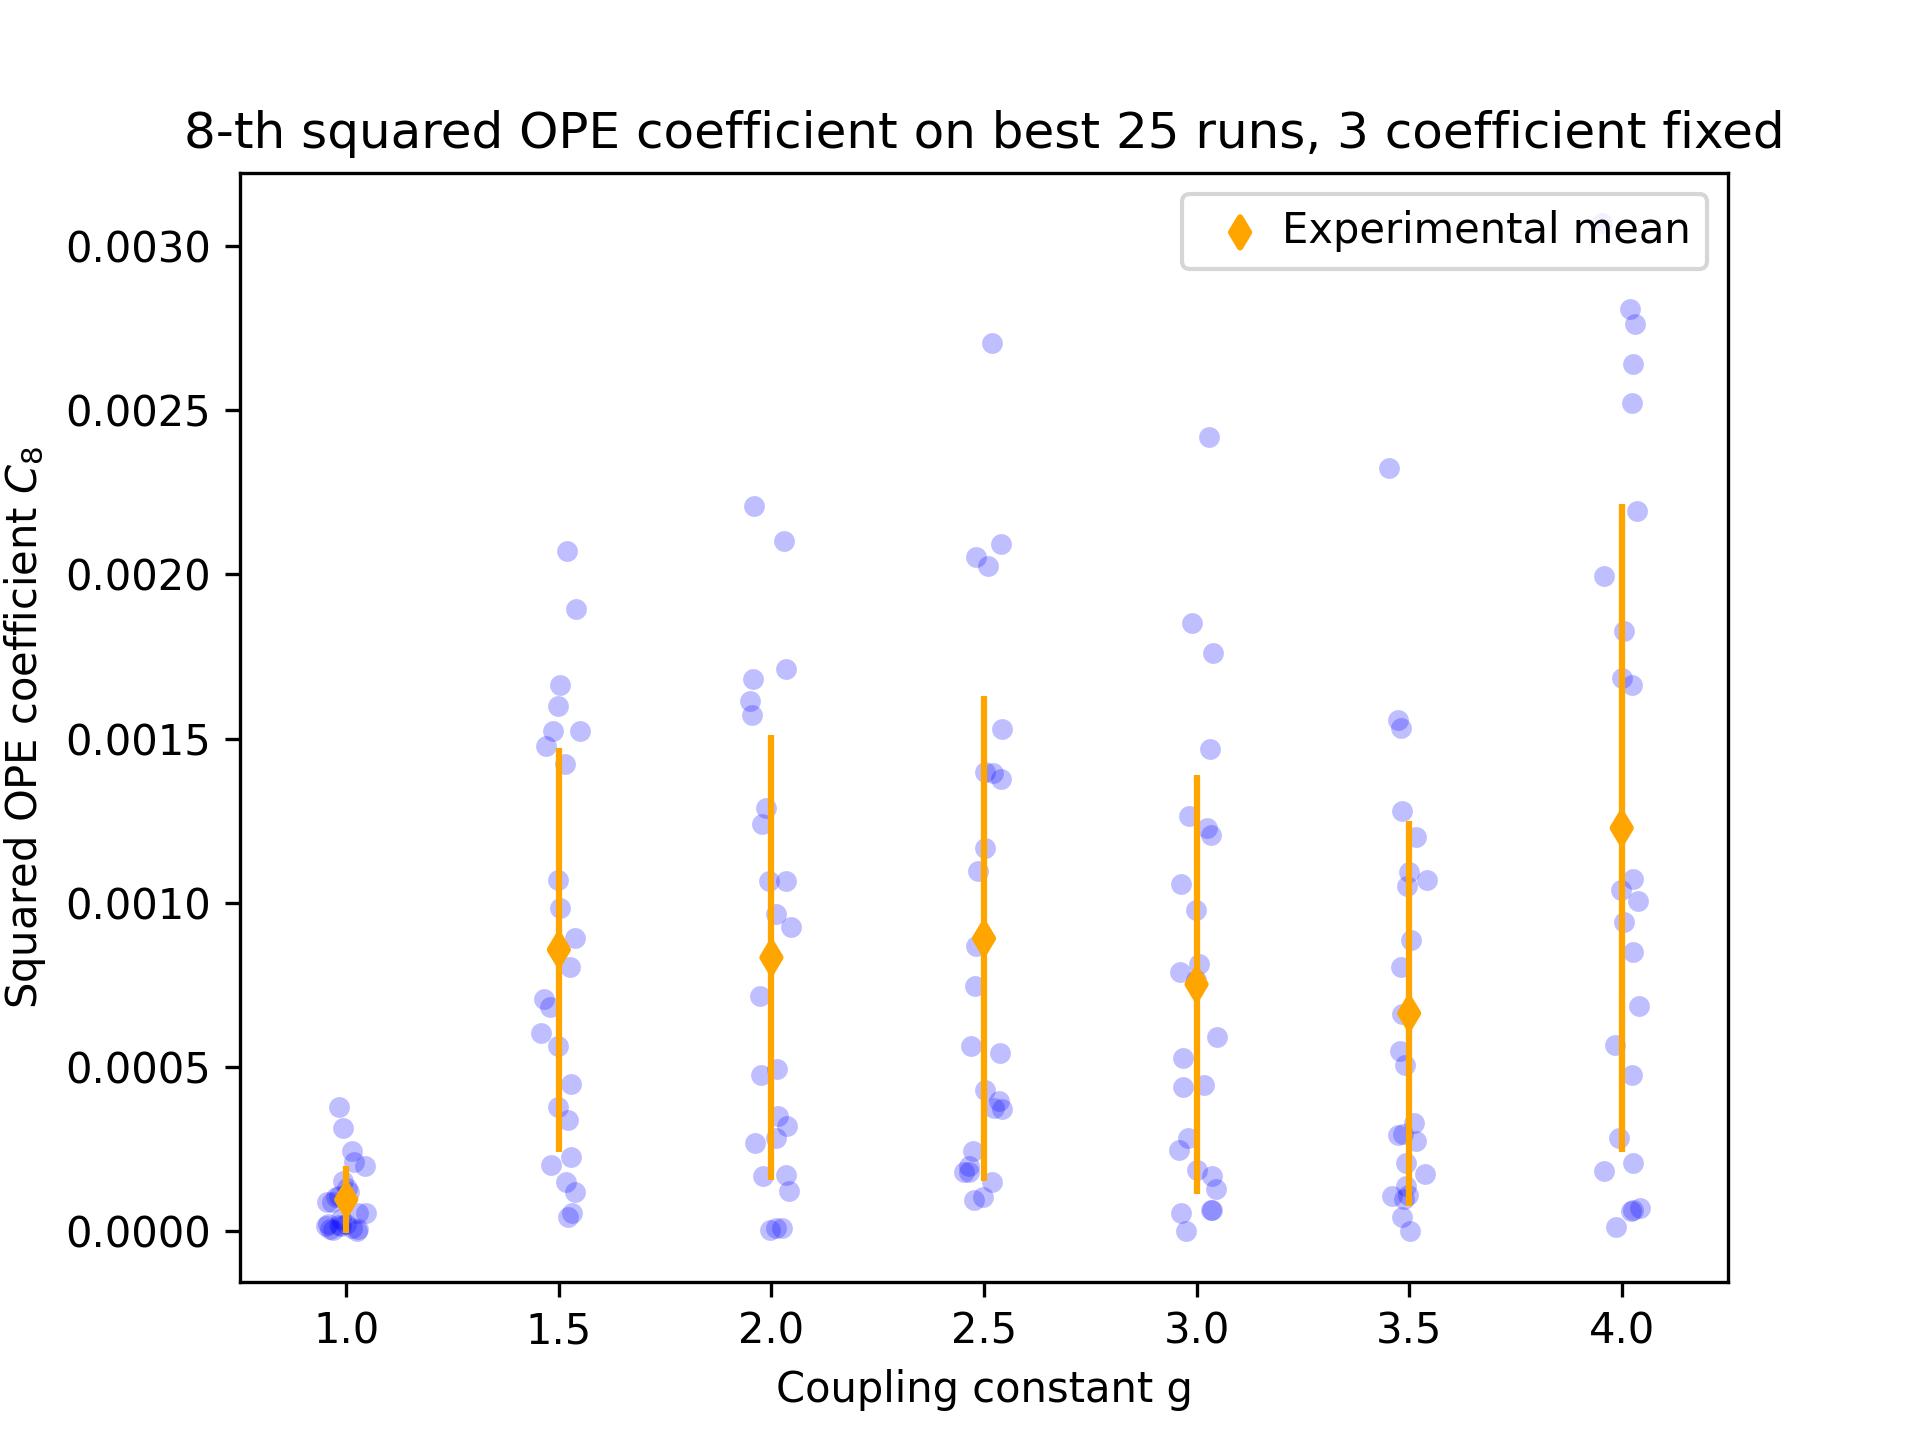 8-th squared OPE coefficient on best 25 runs, 3 coefficient fixed
Experimental mean
Squared OPE coefficient C₈
0.0030
0.0025
0.0020
0.0015
0.0010
0.0005
0.0000
1.0 1.5 2.0 2.5 3.0 3.5 4.0
Coupling constant g